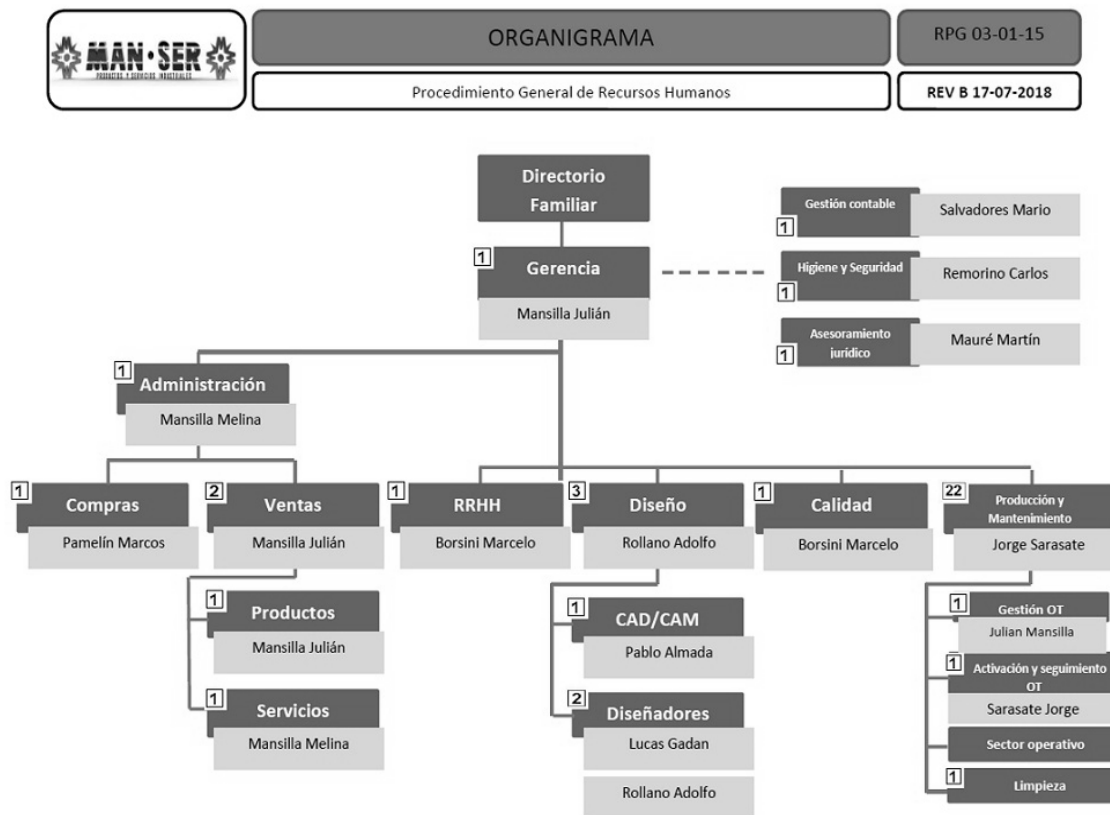 MAN·SER
PRODUCTOS Y SERVICIOS INDUSTRIALES
ORGANIGRAMA
RPG 03-01-15
Procedimiento General de Recursos Humanos
REV B 17-07-2018
Directorio
Familiar
1
Gerencia
Mansilla Julián
Gestión contable
1
Salvadores Mario
Higiene y Seguridad
1
Remorino Carlos
Asesoramiento
jurídico
1
Mauré Martín
1
Administración
Mansilla Melina
1
Compras
Pamelín Marcos
2
Ventas
Mansilla Julián
1
Productos
Mansilla Julián
1
Servicios
Mansilla Melina
1
RRHH
Borsini Marcelo
3
Diseño
Rollano Adolfo
1
CAD/CAM
Pablo Almada
2
Diseñadores
Lucas Gadan
Rollano Adolfo
1
Calidad
Borsini Marcelo
22
Producción y
Mantenimiento
Jorge Sarasate
1
Gestión OT
Julian Mansilla
1
Activación y seguimiento
OT
Sarasate Jorge
Sector operativo
1
Limpieza